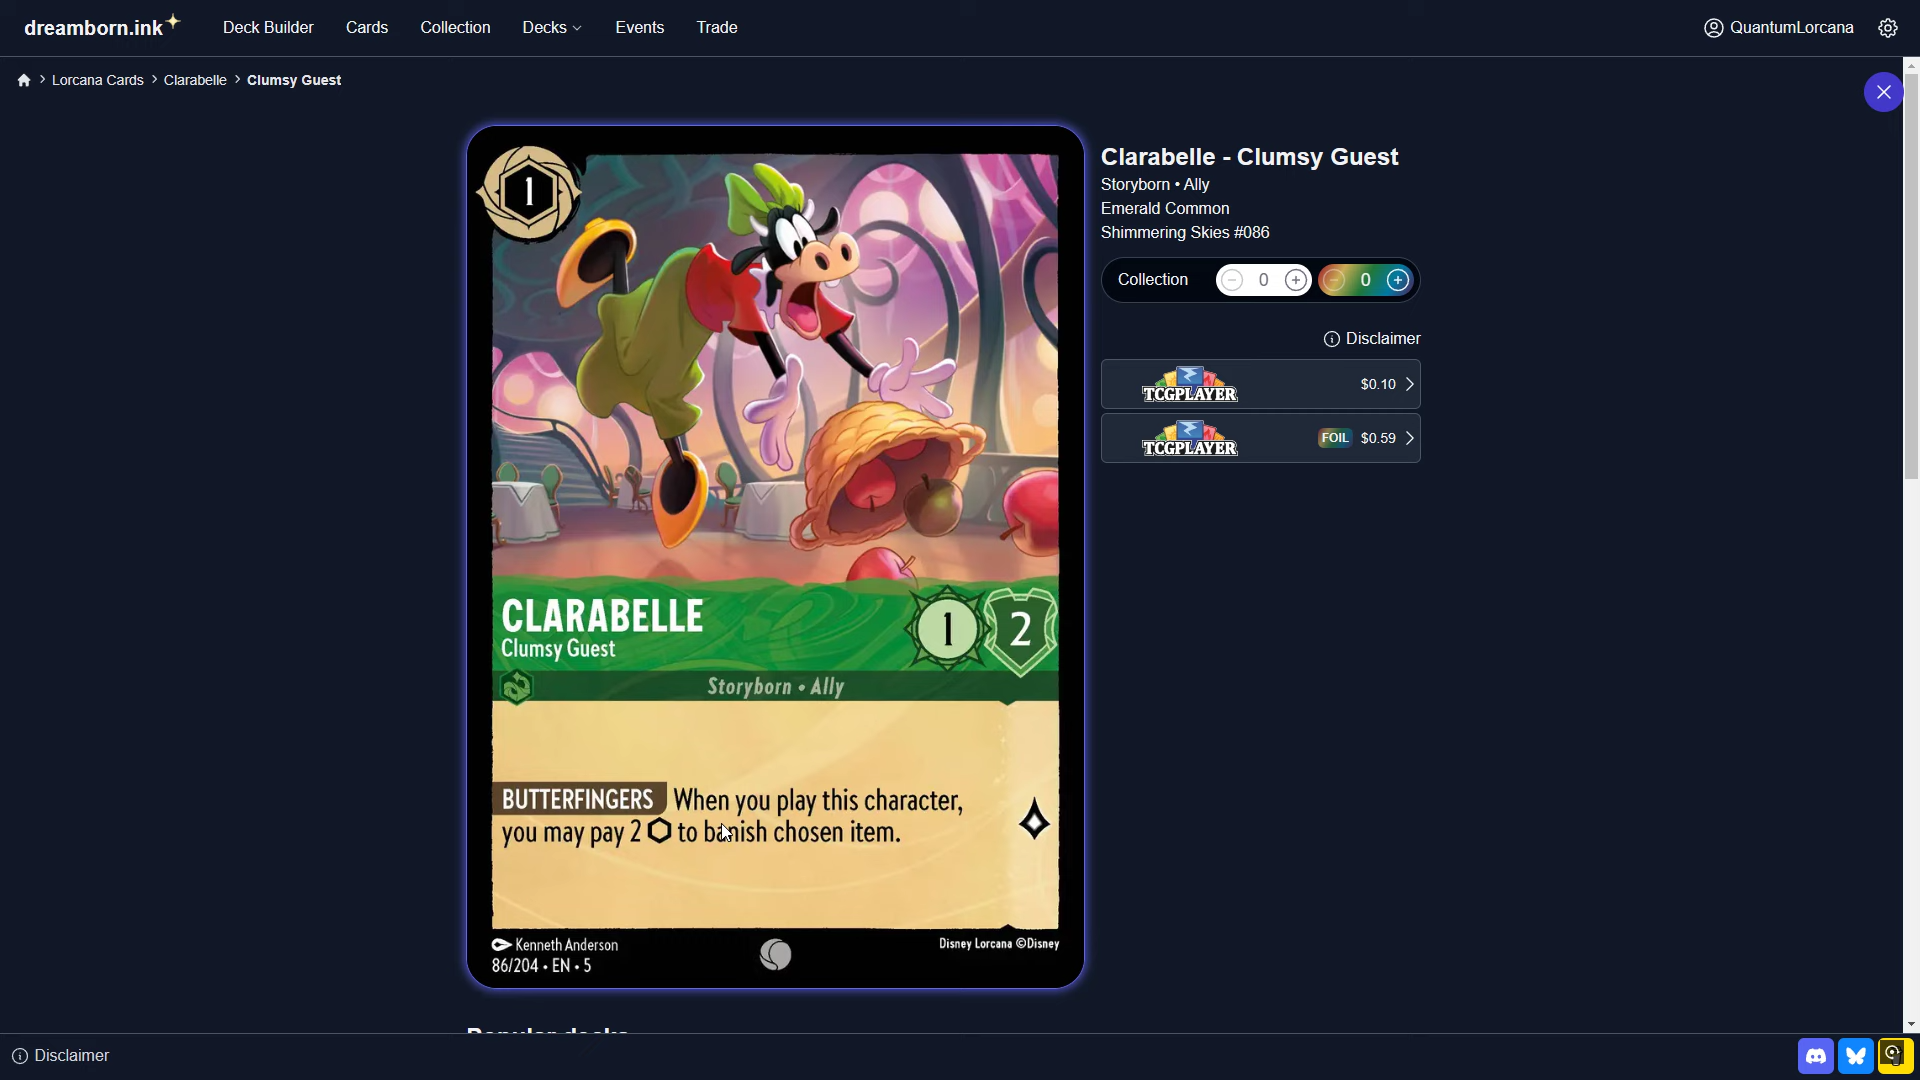 dreamborn.ink
Deck Builder
Cards
Collection
Decks
Events
Trade
QuantumLorcana
Lorcana Cards
Clarabelle
Clumsy Guest
1
CLARABELLE
Clumsy Guest
1
2
Storyborn • Ally
BUTTERFINGERS When you play this character,
you may pay 2 ⬡ to banish chosen item.
Kenneth Anderson
86/204 • EN • 5
Disney Lorcana ©Disney
Clarabelle - Clumsy Guest
Storyborn • Ally
Emerald Common
Shimmering Skies #086
Collection
0
0
Disclaimer
TCGPLAYER
$0.10
TCGPLAYER
FOIL
$0.59
Popular decks
Disclaimer